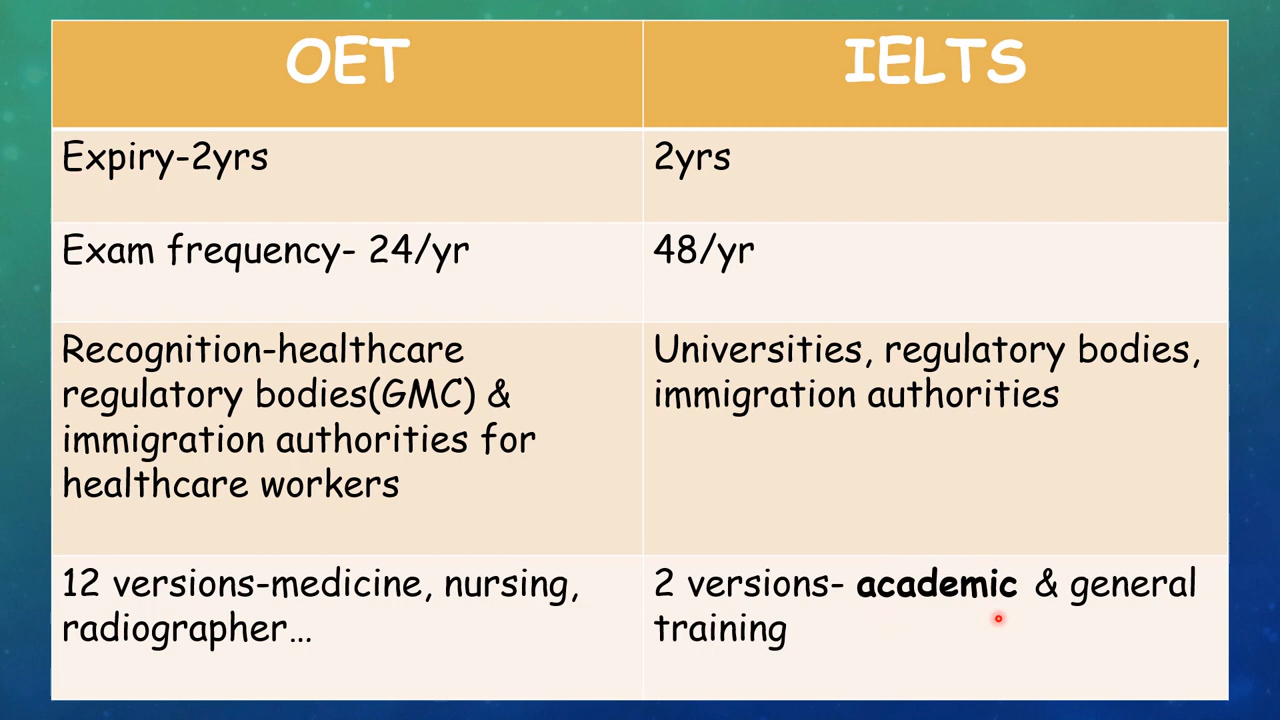 OET
IELTS
Expiry-2yrs
2yrs
Exam frequency- 24/yr
48/yr
Recognition-healthcare
regulatory bodies(GMC) &
immigration authorities for
healthcare workers
Universities, regulatory bodies,
immigration authorities
12 versions-medicine, nursing,
radiographer…
2 versions- academic & general
training